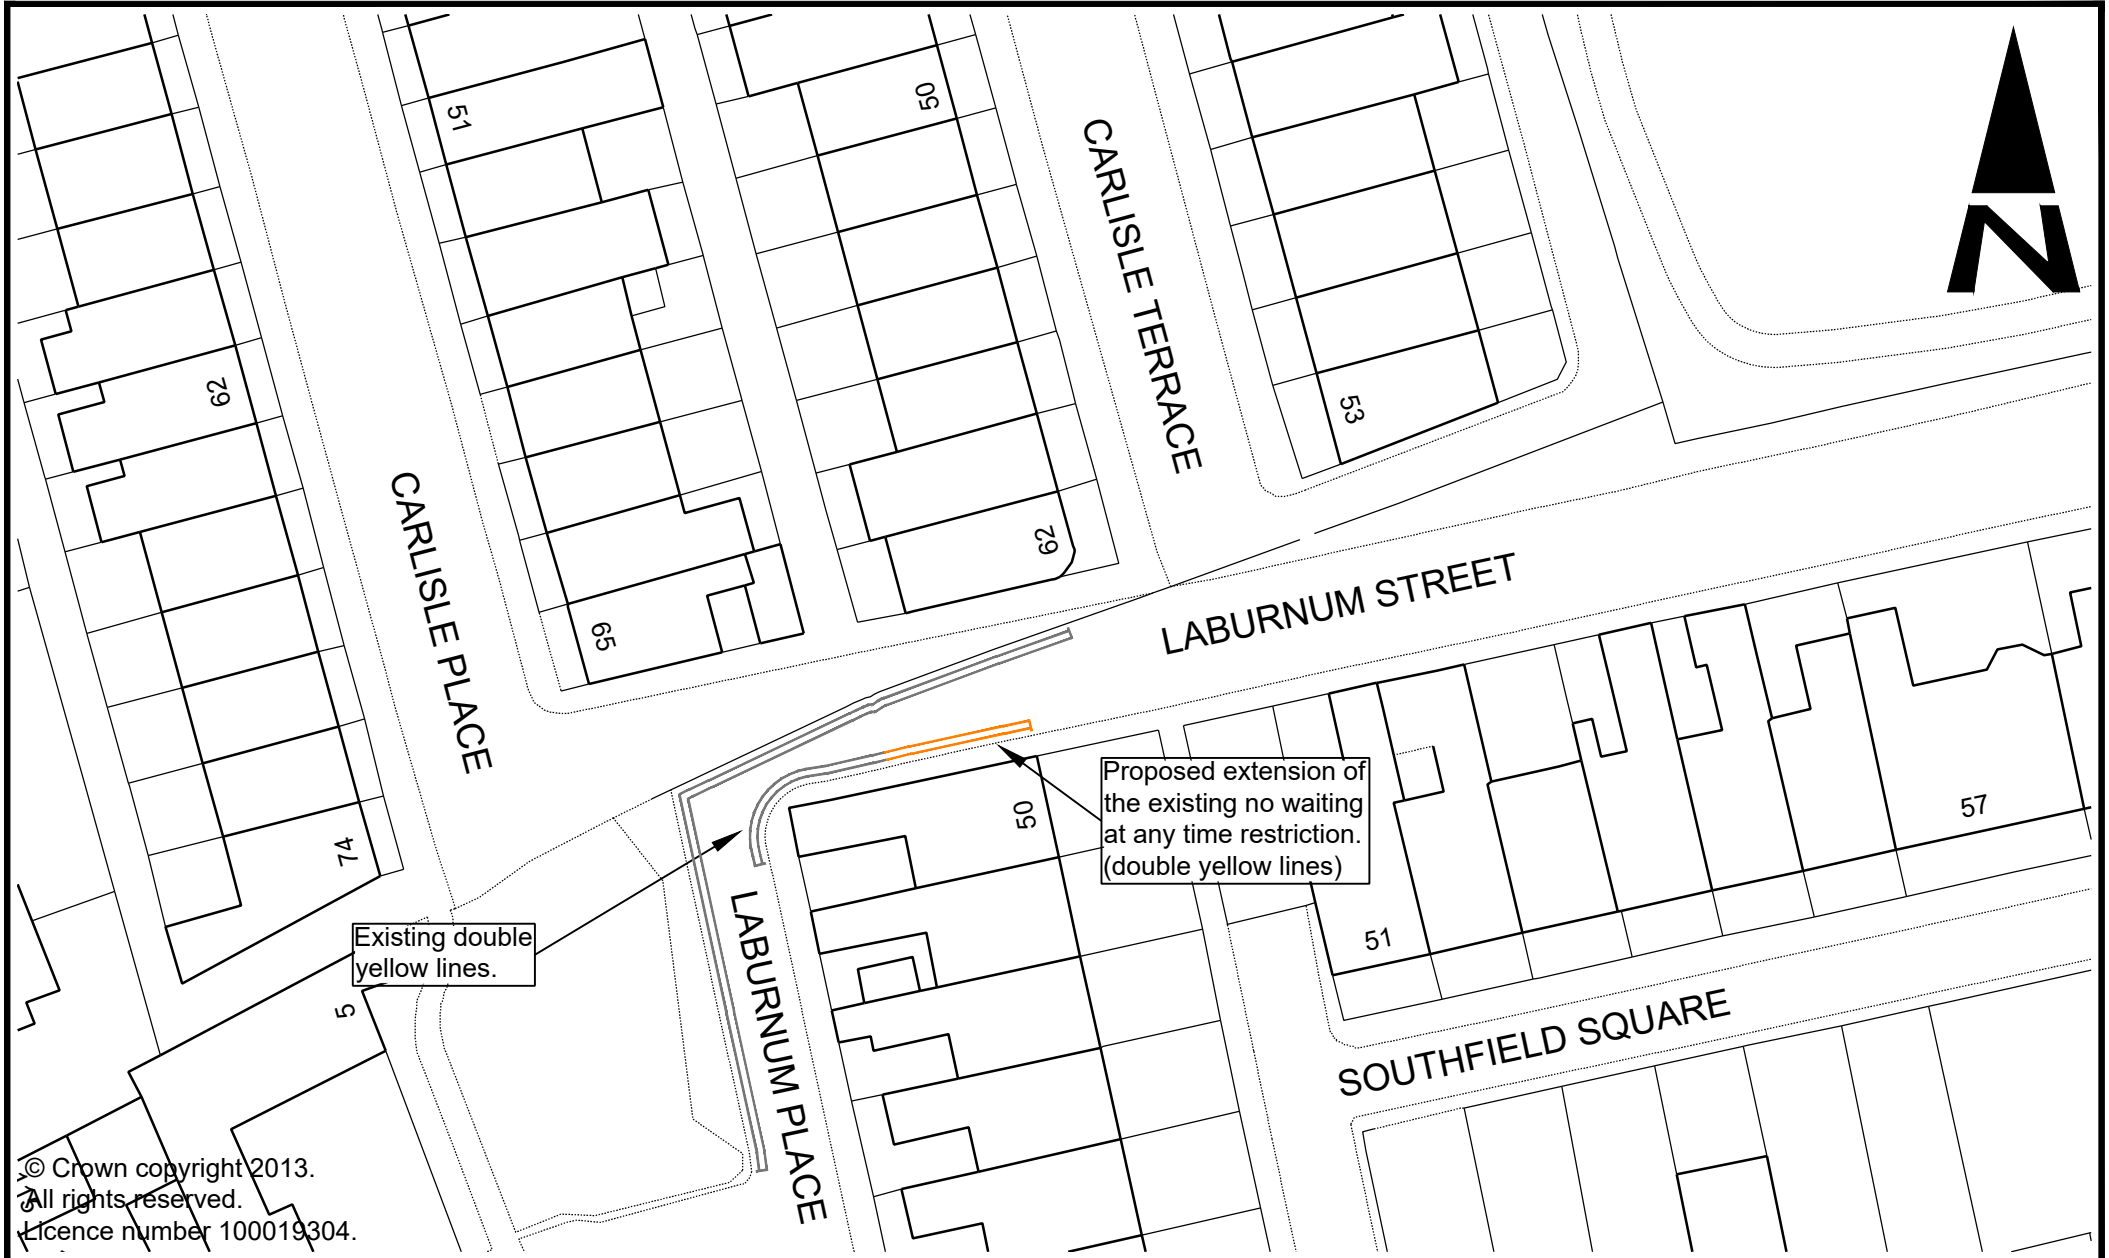 51
50
CARLISLE TERRACE
N
62
53
CARLISLE PLACE
62
65
LABURNUM STREET
Proposed extension of
the existing no waiting
at any time restriction.
(double yellow lines)
50
57
74
51
Existing double
yellow lines.
LABURNUM PLACE
5
SOUTHFIELD SQUARE
© Crown copyright 2013.
All rights reserved.
Licence number 100019304.